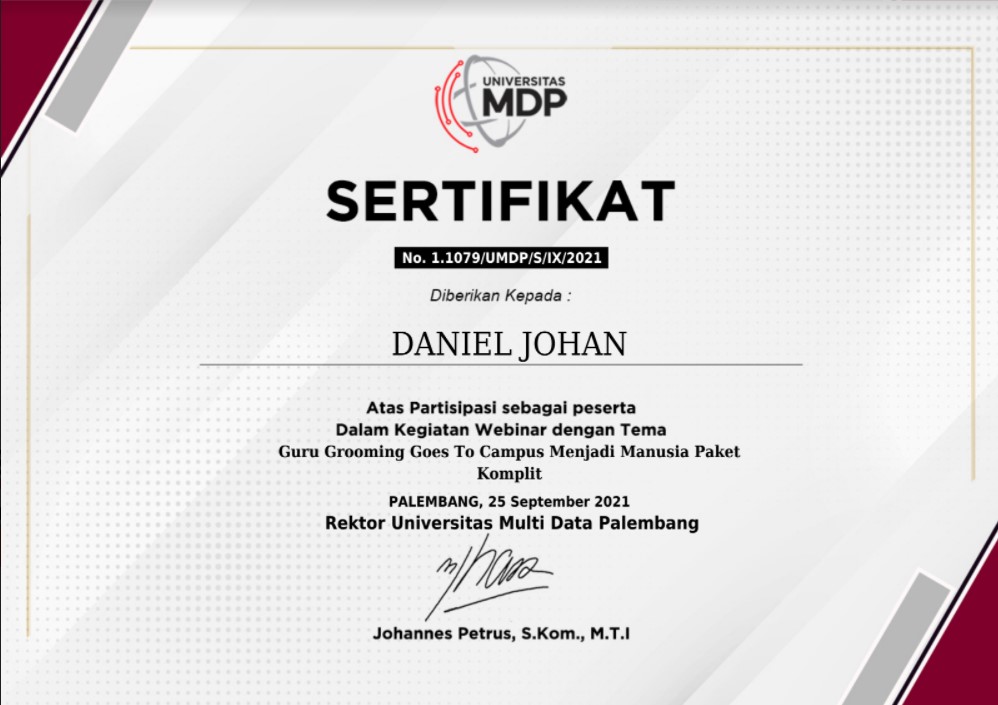 UNIVERSITAS
MDP
SERTIFIKAT
No. 1.1079/UMDP/S/IX/2021
Diberikan Kepada :
DANIEL JOHAN
Atas Partisipasi sebagai peserta
Dalam Kegiatan Webinar dengan Tema
Guru Grooming Goes To Campus Menjadi Manusia Paket
Komplit
PALEMBANG, 25 September 2021
Rektor Universitas Multi Data Palembang
Johannes Petrus, S.Kom., M.T.I